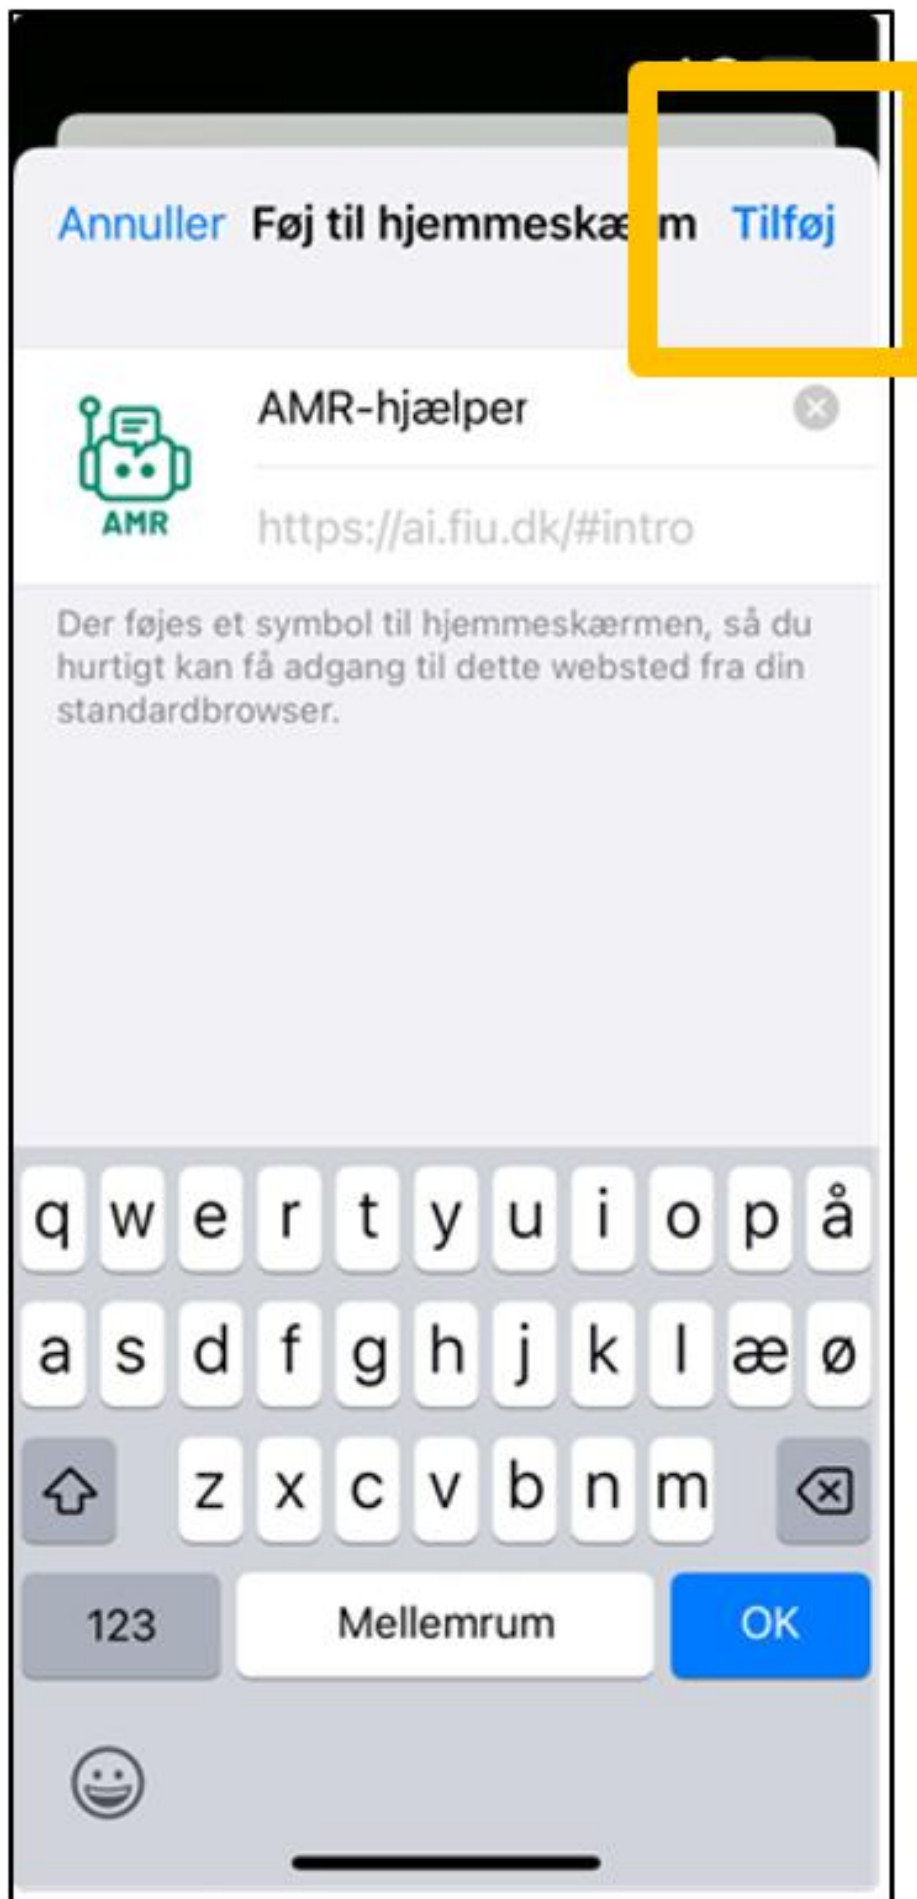 Annuller Føj til hjemmeskærm Tilføj
AMR-hjælper
AMR
https://ai.fiu.dk/#intro
Der føjes et symbol til hjemmeskærmen, så du
hurtigt kan få adgang til dette websted fra din
standardbrowser.
q w e r t y u i o p å
a s d f g h j k l æ ø
z x c v b n m
123 Mellemrum OK